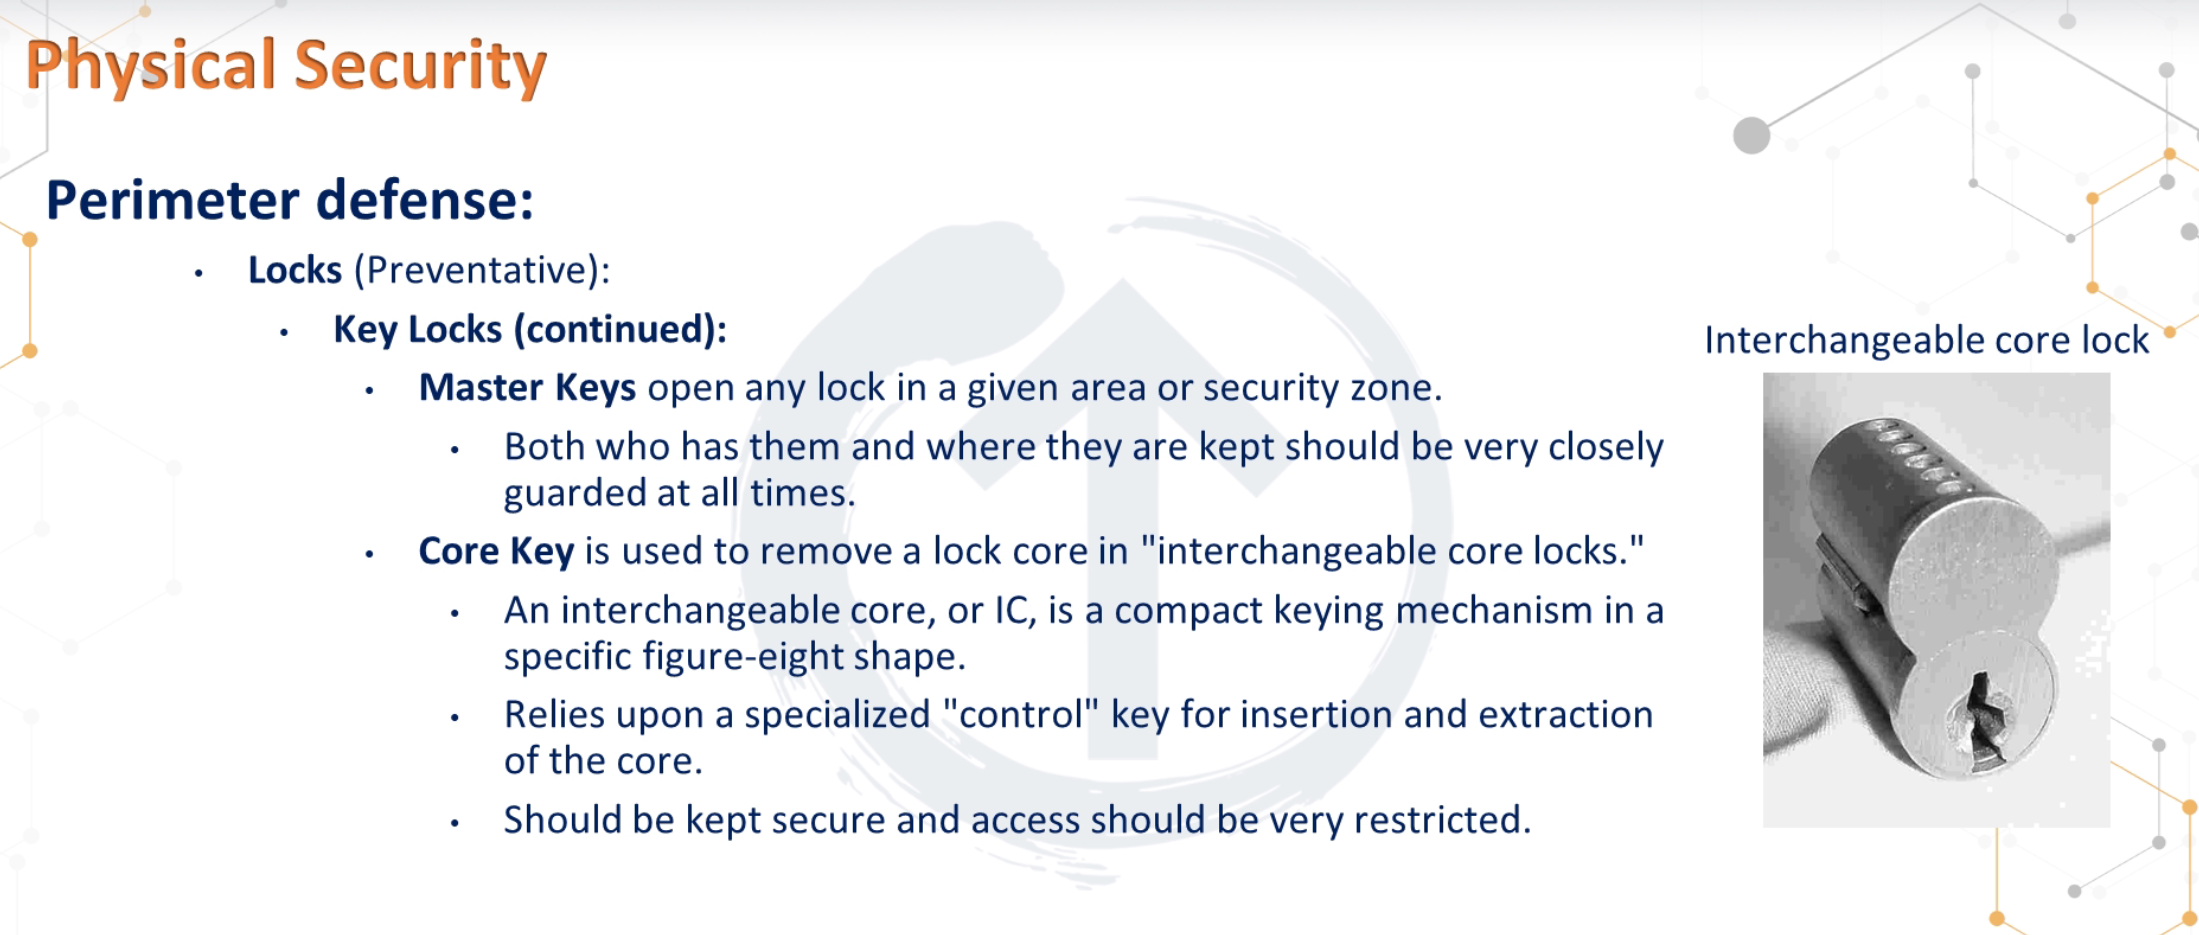 Physical Security
Perimeter defense:
• Locks (Preventative):
• Key Locks (continued):
• Master Keys open any lock in a given area or security zone.
• Both who has them and where they are kept should be very closely
guarded at all times.
• Core Key is used to remove a lock core in "interchangeable core locks."
• An interchangeable core, or IC, is a compact keying mechanism in a
specific figure-eight shape.
• Relies upon a specialized "control" key for insertion and extraction
of the core.
• Should be kept secure and access should be very restricted.
Interchangeable core lock